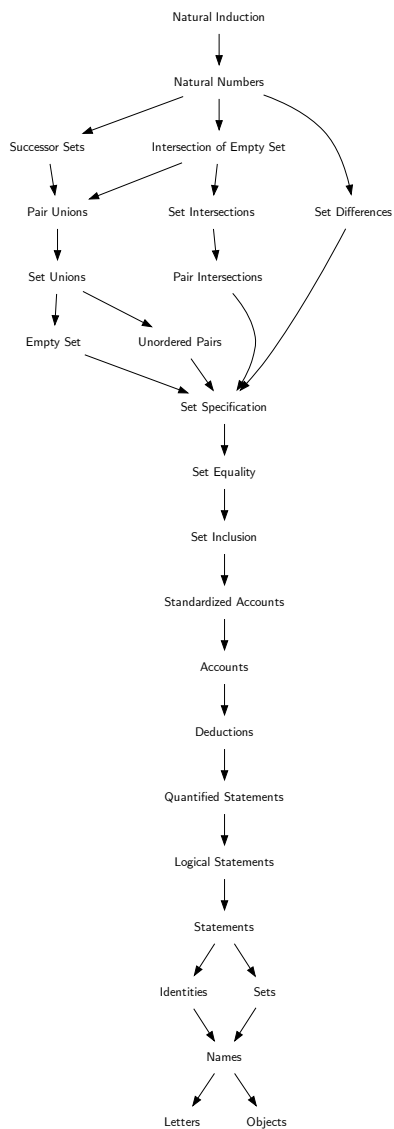 Natural Induction
Natural Numbers
Successor Sets
Intersection of Empty Set
Pair Unions
Set Intersections
Set Differences
Set Unions
Pair Intersections
Empty Set
Unordered Pairs
Set Specification
Set Equality
Set Inclusion
Standardized Accounts
Accounts
Deductions
Quantified Statements
Logical Statements
Statements
Identities
Sets
Names
Letters
Objects